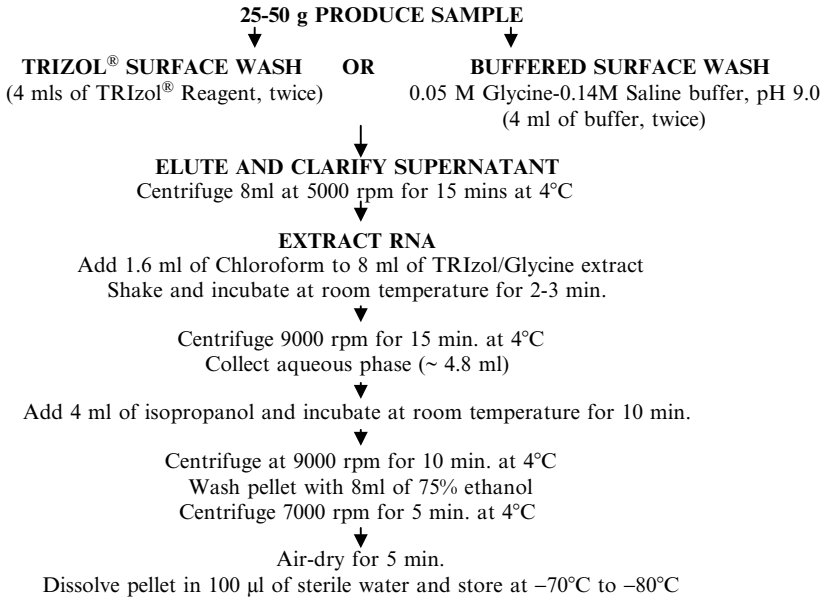 25-50 g PRODUCE SAMPLE
TRIZOL® SURFACE WASH OR BUFFERED SURFACE WASH
(4 mls of TRIzol® Reagent, twice) 0.05 M Glycine-0.14M Saline buffer, pH 9.0
(4 ml of buffer, twice)
ELUTE AND CLARIFY SUPERNATANT
Centrifuge 8ml at 5000 rpm for 15 mins at 4°C
EXTRACT RNA
Add 1.6 ml of Chloroform to 8 ml of TRIzol/Glycine extract
Shake and incubate at room temperature for 2-3 min.
Centrifuge 9000 rpm for 15 min. at 4°C
Collect aqueous phase (~ 4.8 ml)
Add 4 ml of isopropanol and incubate at room temperature for 10 min.
Centrifuge at 9000 rpm for 10 min. at 4°C
Wash pellet with 8ml of 75% ethanol
Centrifuge 7000 rpm for 5 min. at 4°C
Air-dry for 5 min.
Dissolve pellet in 100 μl of sterile water and store at −70°C to −80°C